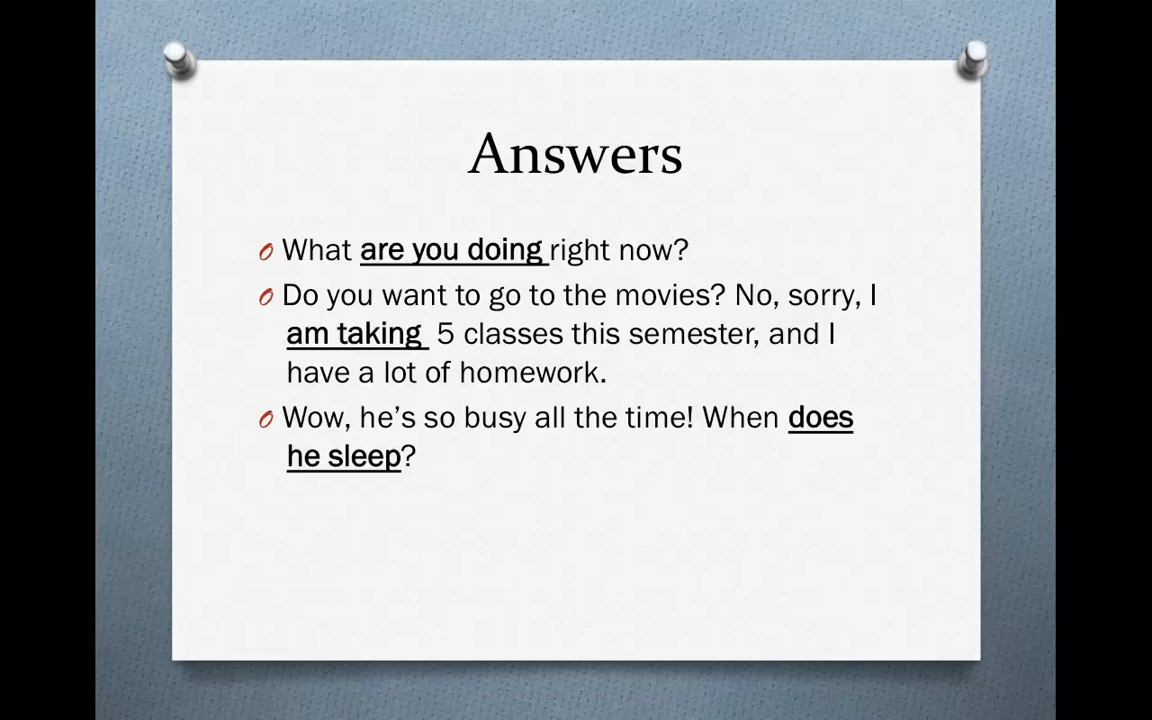 Answers
What are you doing right now?
Do you want to go to the movies? No, sorry, I
am taking 5 classes this semester, and I
have a lot of homework.
Wow, he’s so busy all the time! When does
he sleep?